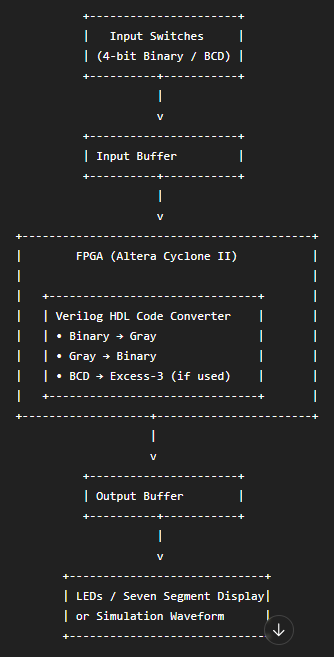 Input Switches
(4-bit Binary / BCD)
Input Buffer
FPGA (Altera Cyclone II)
Verilog HDL Code Converter
• Binary → Gray
• Gray → Binary
• BCD → Excess-3 (if used)
Output Buffer
LEDs / Seven Segment Display
or Simulation Waveform